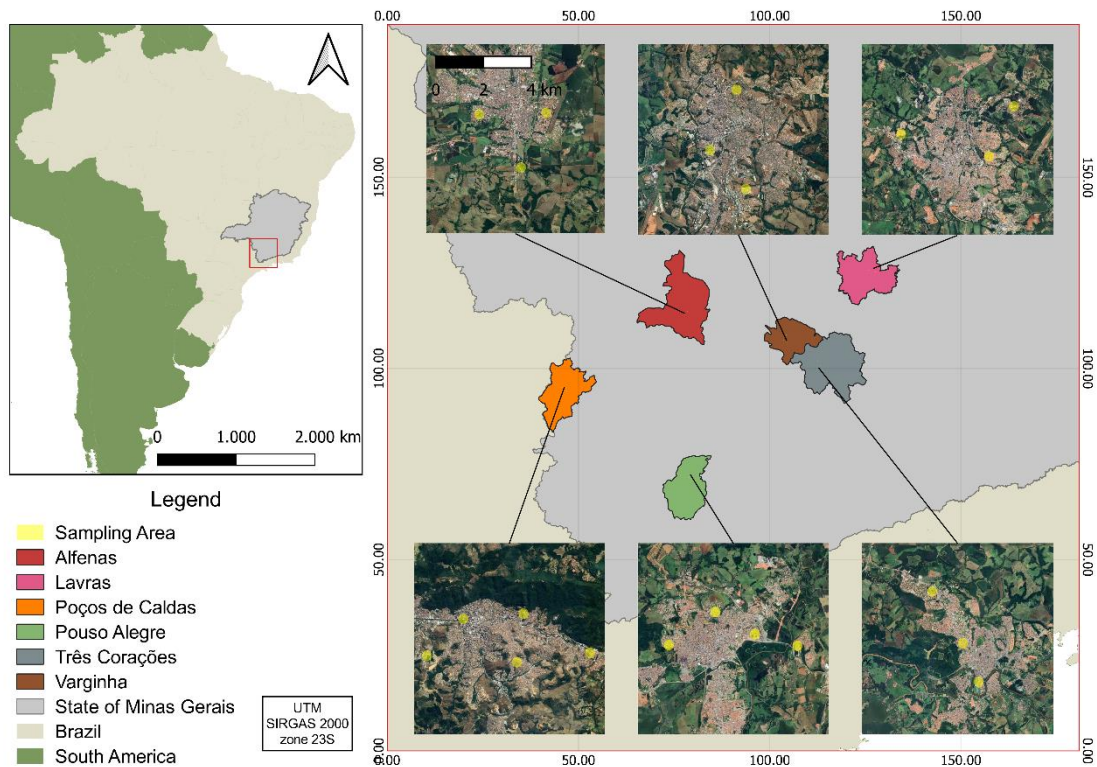 0.00 50.00 100.00 150.00
0 2 4 km
150.00 150.00
100.00 100.00
50.00 50.00
0.00 0.00
0.00 50.00 100.00 150.00
0 1.000 2.000 km
Legend
Sampling Area
Alfenas
Lavras
Poços de Caldas
Pouso Alegre
Três Corações
Varginha
State of Minas Gerais
Brazil
South America
UTM
SIRGAS 2000
zone 23S